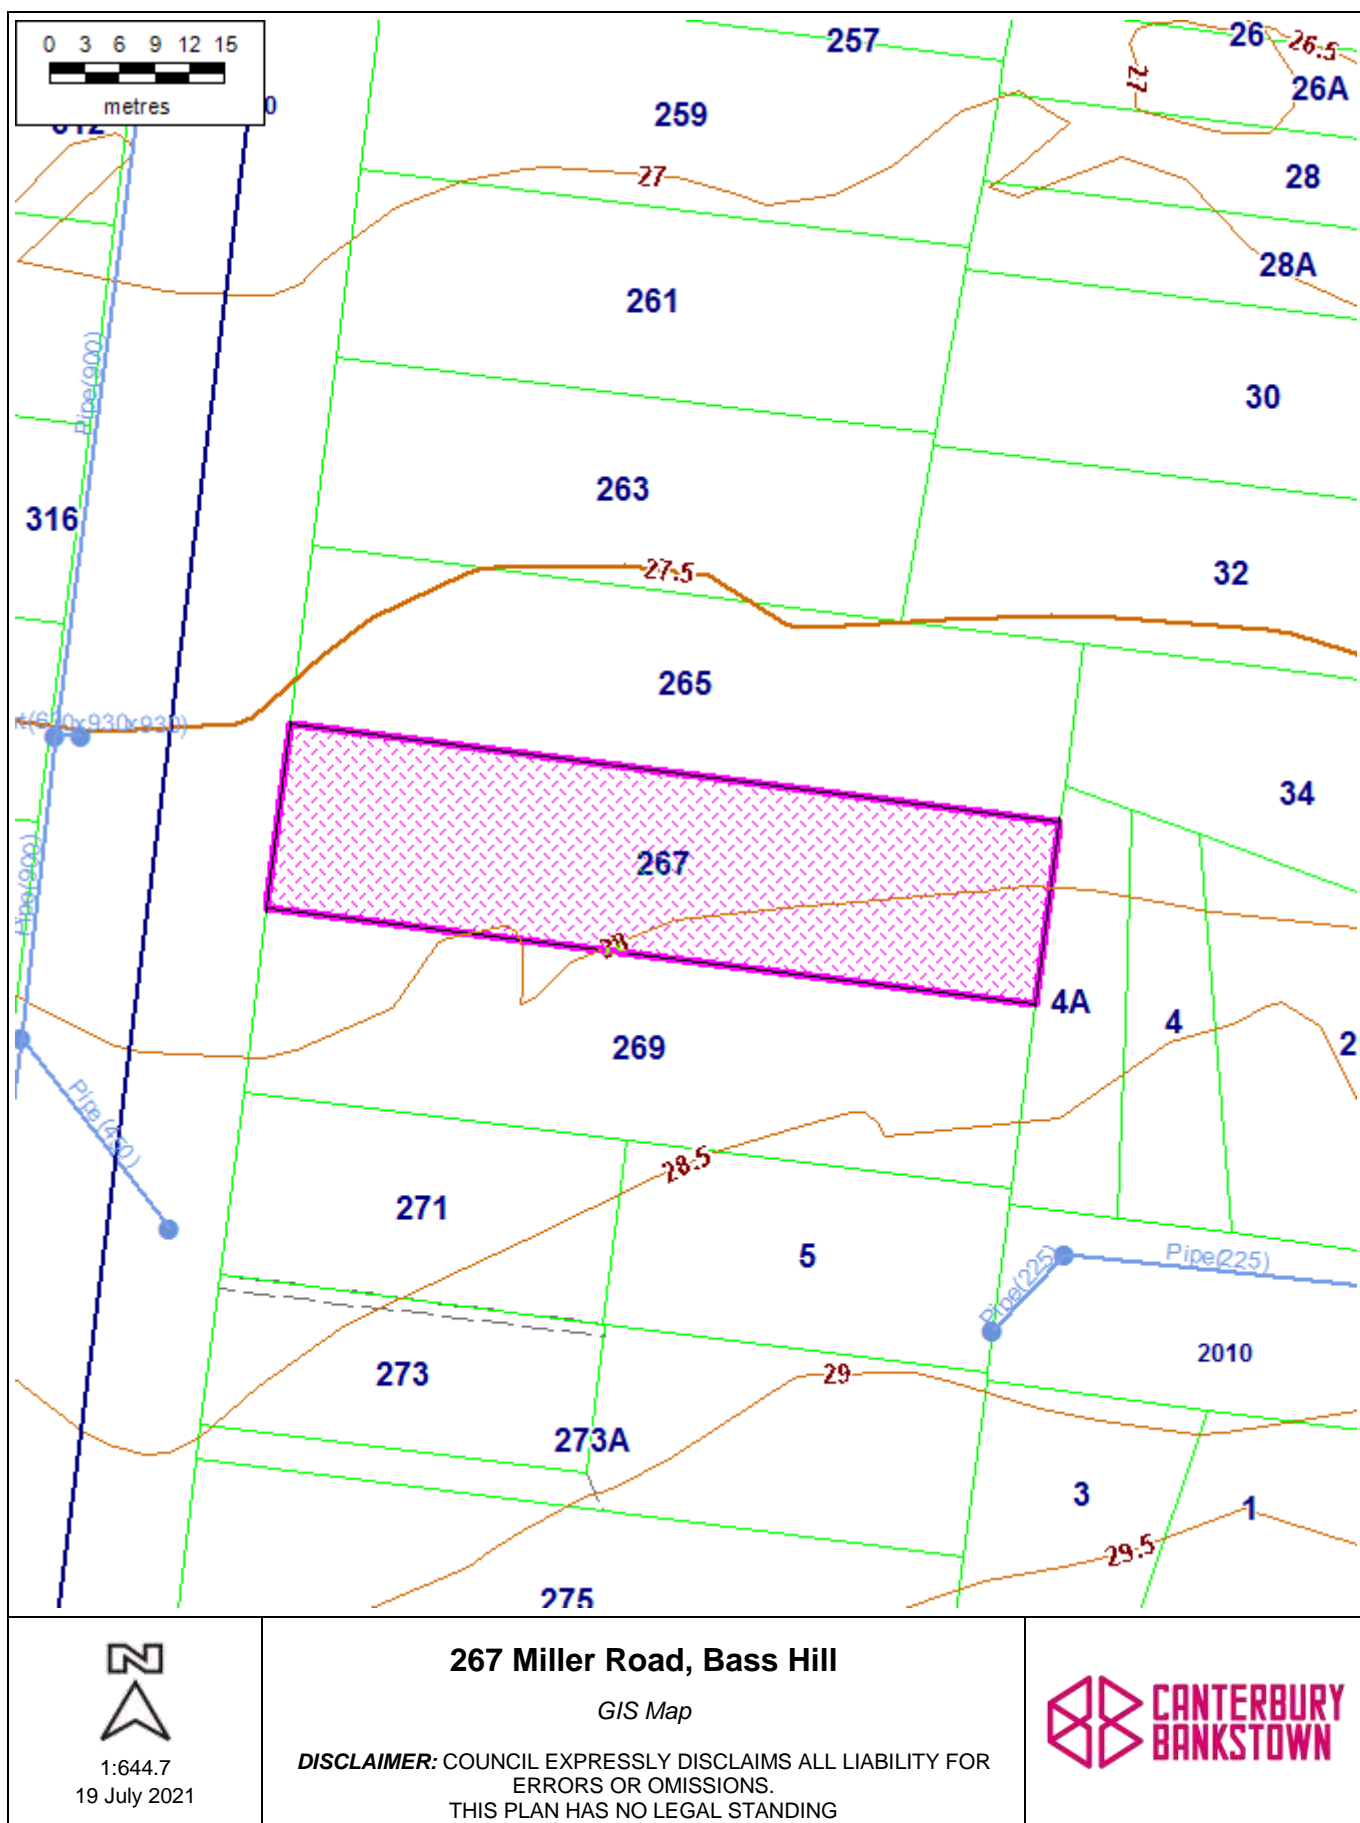 0 3 6 9 12 15
metres
257
26
26.5
27
26A
259
28
27
28A
261
Pipe(900)
30
263
316
27.5
32
265
34
267
Pipe(900)
28
4A
4
2
269
Pipe(450)
28.5
271
5
Pipe(225)
Pipe(225)
2010
273
29
273A
3
1
29.5
275
N
1:644.7
19 July 2021
267 Miller Road, Bass Hill
GIS Map
DISCLAIMER: COUNCIL EXPRESSLY DISCLAIMS ALL LIABILITY FOR
ERRORS OR OMISSIONS.
THIS PLAN HAS NO LEGAL STANDING
CANTERBURY
BANKSTOWN